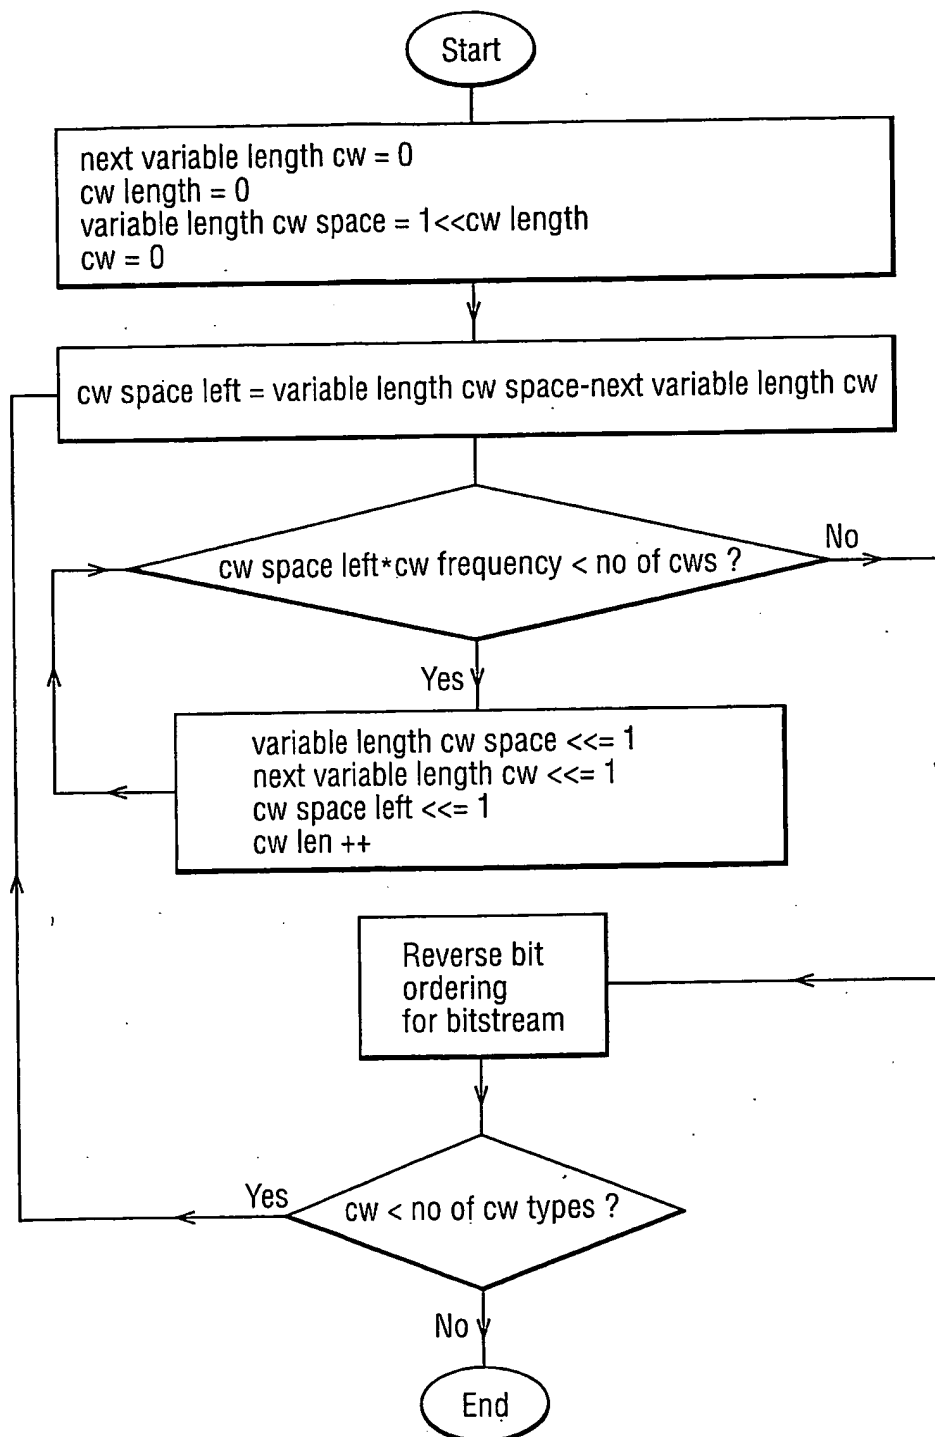 Start
next variable length cw = 0
cw length = 0
variable length cw space = 1<<cw length
cw = 0
cw space left = variable length cw space-next variable length cw
cw space left*cw frequency < no of cws ?
No
Yes
variable length cw space <<= 1
next variable length cw <<= 1
cw space left <<= 1
cw len ++
Reverse bit
ordering
for bitstream
Yes
cw < no of cw types ?
No
End